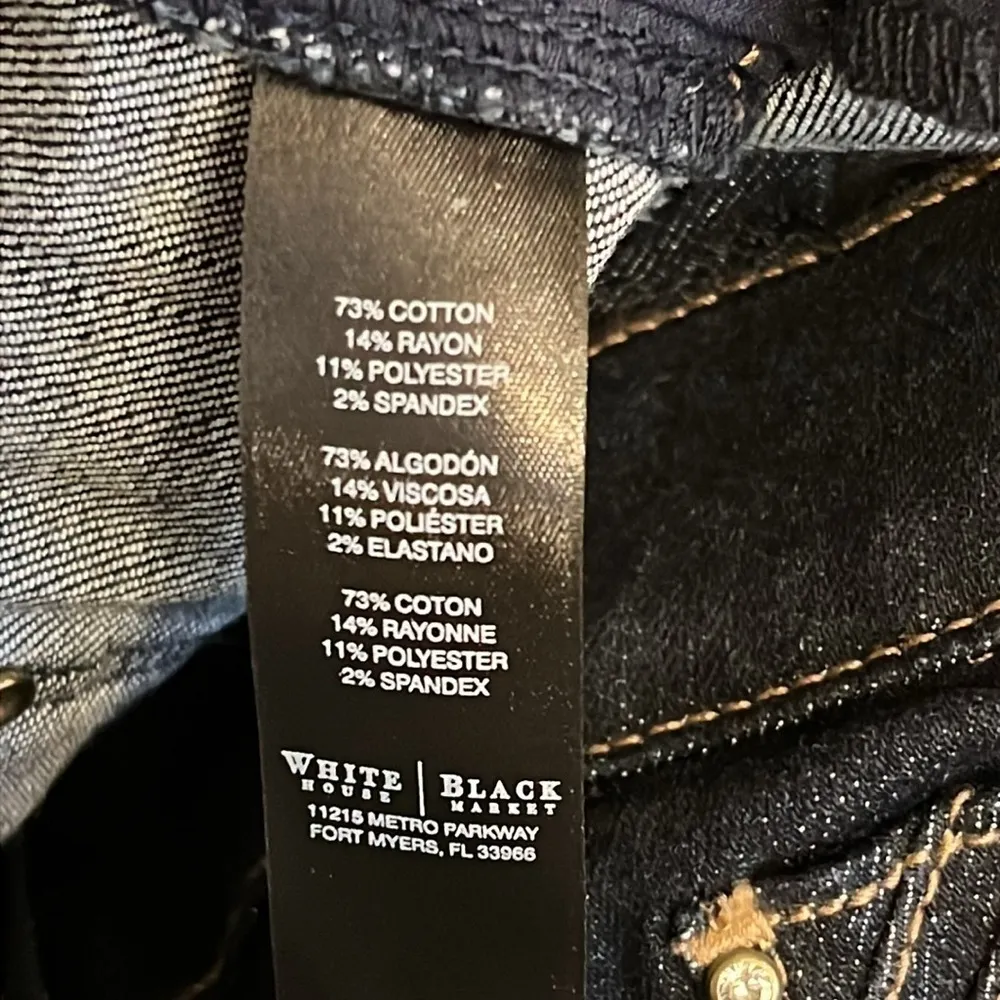 73% COTTON
14% RAYON
11% POLYESTER
2% SPANDEX
73% ALGODÓN
14% VISCOSA
11% POLIÉSTER
2% ELASTANO
73% COTON
14% RAYONNE
11% POLYESTER
2% SPANDEX
WHITE | BLACK
HOUSE MARKET
11215 METRO PARKWAY
FORT MYERS, FL 33966